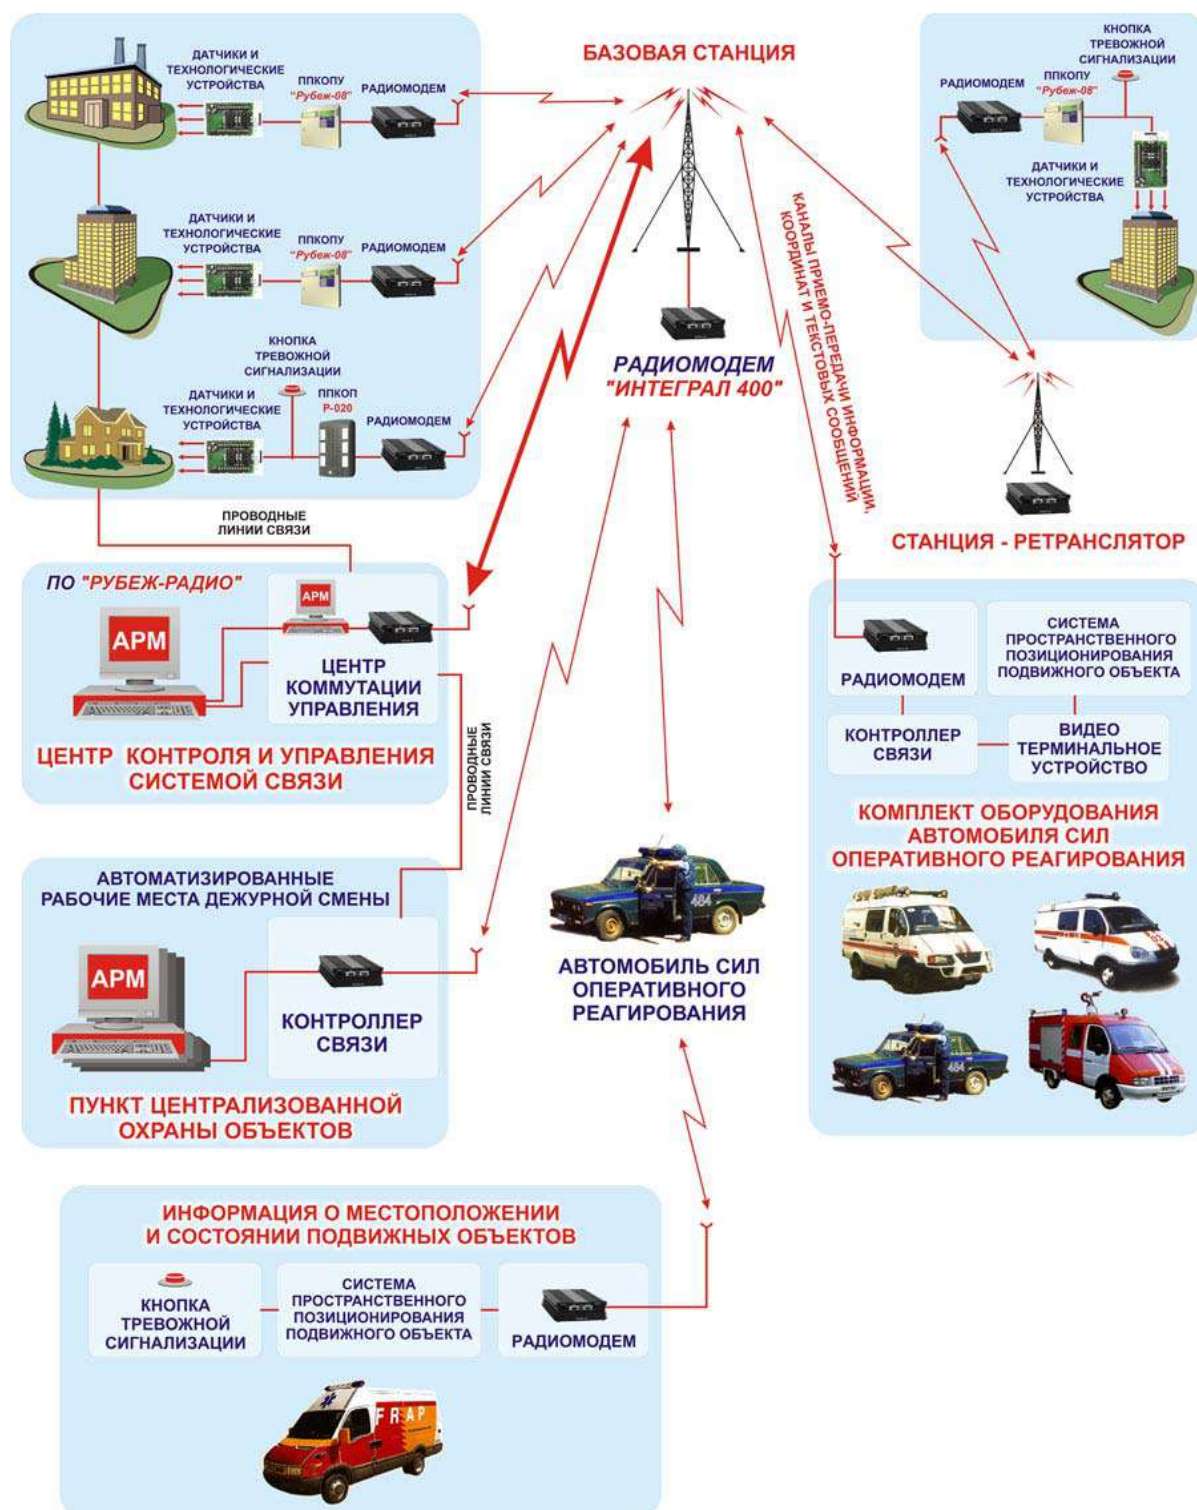 ДАТЧИКИ И
ТЕХНОЛОГИЧЕСКИЕ
УСТРОЙСТВА
ППКОПУ
"Рубеж-08"
РАДИОМОДЕМ
ДАТЧИКИ И
ТЕХНОЛОГИЧЕСКИЕ
УСТРОЙСТВА
ППКОПУ
"Рубеж-08"
РАДИОМОДЕМ
КНОПКА
ТРЕВОЖНОЙ
СИГНАЛИЗАЦИИ
ДАТЧИКИ И
ТЕХНОЛОГИЧЕСКИЕ
УСТРОЙСТВА
ППКОП
Р-020
РАДИОМОДЕМ
БАЗОВАЯ СТАНЦИЯ
РАДИОМОДЕМ
"ИНТЕГРАЛ 400"
КАНАЛЫ ПРИЕМО-ПЕРЕДАЧИ ИНФОРМАЦИИ,
КООРДИНАТ И ТЕКСТОВЫХ СООБЩЕНИЙ
КНОПКА
ТРЕВОЖНОЙ
СИГНАЛИЗАЦИИ
РАДИОМОДЕМ
ППКОПУ
"Рубеж-08"
ДАТЧИКИ И
ТЕХНОЛОГИЧЕСКИЕ
УСТРОЙСТВА
СТАНЦИЯ - РЕТРАНСЛЯТОР
ПРОВОДНЫЕ
ЛИНИИ СВЯЗИ
ПО "РУБЕЖ-РАДИО"
АРМ
АРМ
ЦЕНТР
КОММУТАЦИИ
УПРАВЛЕНИЯ
ЦЕНТР КОНТРОЛЯ И УПРАВЛЕНИЯ
СИСТЕМОЙ СВЯЗИ
ПРОВОДНЫЕ
ЛИНИИ СВЯЗИ
АВТОМАТИЗИРОВАННЫЕ
РАБОЧИЕ МЕСТА ДЕЖУРНОЙ СМЕНЫ
АРМ
КОНТРОЛЛЕР
СВЯЗИ
ПУНКТ ЦЕНТРАЛИЗОВАННОЙ
ОХРАНЫ ОБЪЕКТОВ
484
АВТОМОБИЛЬ СИЛ
ОПЕРАТИВНОГО
РЕАГИРОВАНИЯ
РАДИОМОДЕМ
СИСТЕМА
ПРОСТРАНСТВЕННОГО
ПОЗИЦИОНИРОВАНИЯ
ПОДВИЖНОГО ОБЪЕКТА
КОНТРОЛЛЕР
СВЯЗИ
ВИДЕО
ТЕРМИНАЛЬНОЕ
УСТРОЙСТВО
КОМПЛЕКТ ОБОРУДОВАНИЯ
АВТОМОБИЛЯ СИЛ
ОПЕРАТИВНОГО РЕАГИРОВАНИЯ
484
ИНФОРМАЦИЯ О МЕСТОПОЛОЖЕНИИ
И СОСТОЯНИИ ПОДВИЖНЫХ ОБЪЕКТОВ
КНОПКА
ТРЕВОЖНОЙ
СИГНАЛИЗАЦИИ
СИСТЕМА
ПРОСТРАНСТВЕННОГО
ПОЗИЦИОНИРОВАНИЯ
ПОДВИЖНОГО ОБЪЕКТА
РАДИОМОДЕМ
FRAP